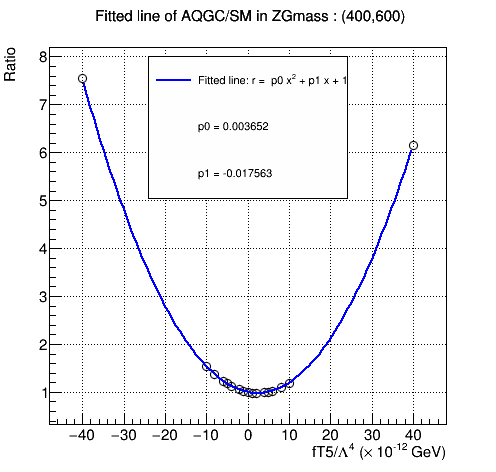 Fitted line of AQGC/SM in ZGmass : (400,600)
Ratio
8
7
6
5
4
3
2
1
Fitted line: r = p0 x² + p1 x + 1
p0 = 0.003652
p1 = -0.017563
−40 −30 −20 −10 0 10 20 30 40
fT5/Λ⁴ (× 10⁻¹² GeV)